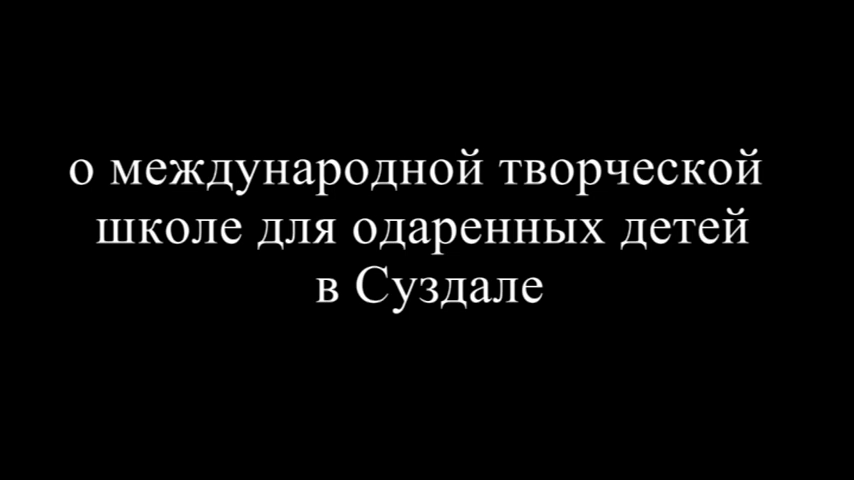 о международной творческой
школе для одаренных детей
в Суздале